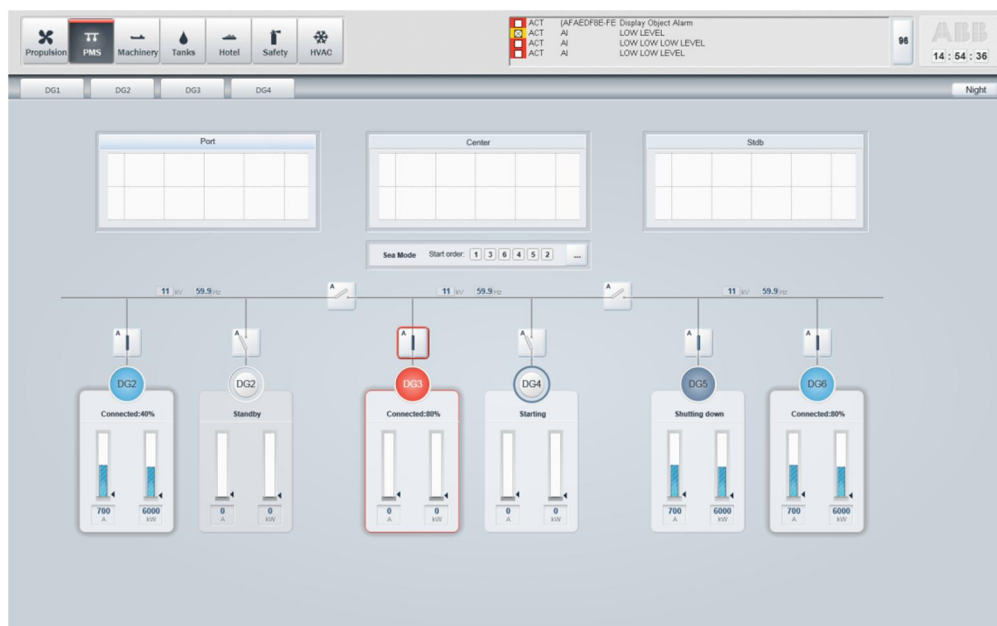 ACT (AFAEDF8E-FE Display Object Alarm
ACT AI LOW LEVEL
ACT AI LOW LOW LOW LEVEL
ACT AI LOW LOW LEVEL
96
ABB
14 : 54 : 36
Propulsion PMS Machinery Tanks Hotel Safety HVAC
DG1 DG2 DG3 DG4 Night
Port Center Stdb
Sea Mode Start order: 1 3 6 4 5 2 ...
11 kV 59.9 Hz A 11 kV 59.9 Hz A 11 kV 59.9 Hz
A A A A A A
DG2 DG2 DG3 DG4 DG5 DG6
Connected:40% Standby Connected:80% Starting Shutting down Connected:80%
700 6000 0 0 0 0 0 0 700 6000 700 6000
A kW A kW A kW A kW A kW A kW